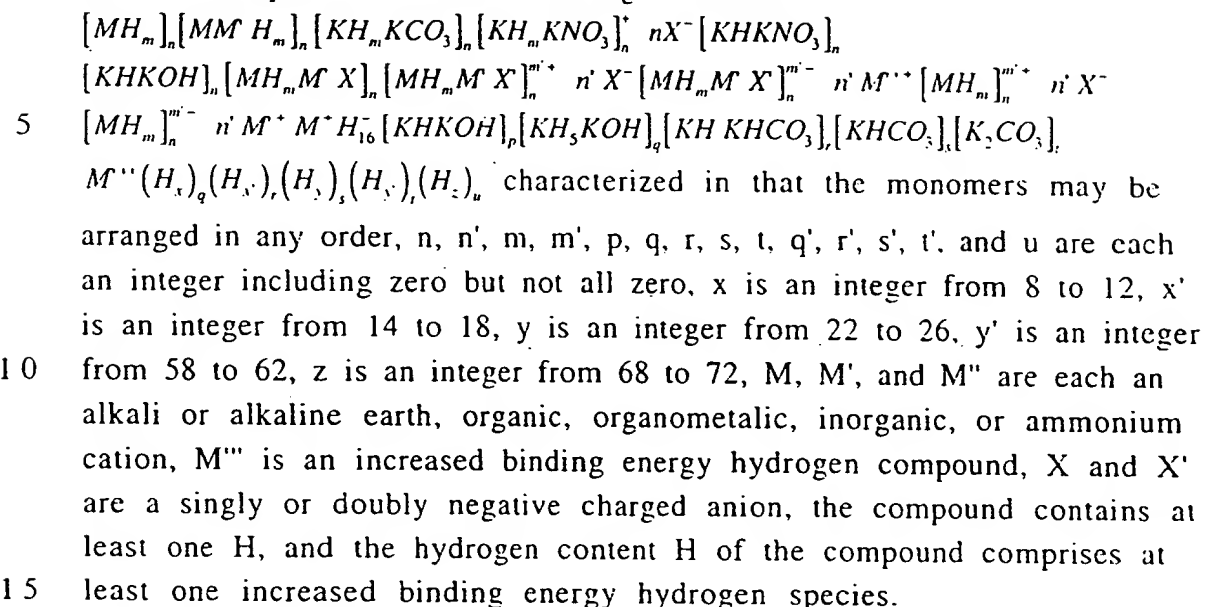 [MH_m]_n [MM'H_m]_n [KH_mKCO_3]_n [KH_mKNO_3]_n^+ nX^- [KHKNO_3]_n
[KHKOH]_n [MH_mM'X]_n [MH_mM'X']_n^{m'+} n'X^- [MH_mM'X']_n^{m'-} n'M''^+ [MH_m]_n^{m'+} n'X^-
5 [MH_m]_n^{m'-} n'M^+ M^+H_{16}^- [KHKOH]_p [KH_5KOH]_q [KH KHCO_3]_r [KHCO_3]_s [K_2CO_3]_t
M'''(H_x)_q(H_{x'})_r(H_y)_s(H_{y'})_t(H_z)_u characterized in that the monomers may be
arranged in any order, n, n', m, m', p, q, r, s, t, q', r', s', t', and u are each
an integer including zero but not all zero, x is an integer from 8 to 12, x'
is an integer from 14 to 18, y is an integer from 22 to 26, y' is an integer
10 from 58 to 62, z is an integer from 68 to 72, M, M', and M" are each an
alkali or alkaline earth, organic, organometalic, inorganic, or ammonium
cation, M"' is an increased binding energy hydrogen compound, X and X'
are a singly or doubly negative charged anion, the compound contains at
least one H, and the hydrogen content H of the compound comprises at
15 least one increased binding energy hydrogen species.